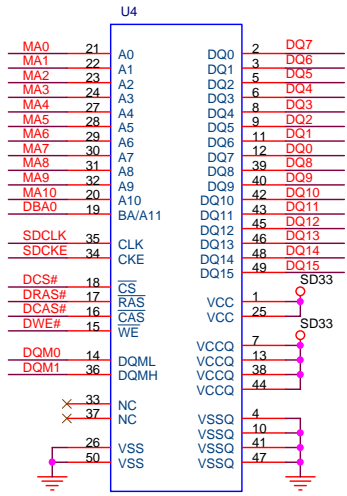 U4
MA0 21 A0 DQ0 2 DQ7
MA1 22 A1 DQ1 3 DQ6
MA2 23 A2 DQ2 5 DQ5
MA3 24 A3 DQ3 6 DQ4
MA4 27 A4 DQ4 8 DQ3
MA5 28 A5 DQ5 9 DQ2
MA6 29 A6 DQ6 11 DQ1
MA7 30 A7 DQ7 12 DQ0
MA8 31 A8 DQ8 39 DQ8
MA9 32 A9 DQ9 40 DQ9
MA10 20 A10 DQ10 42 DQ10
DBA0 19 BA/A11 DQ11 43 DQ11
DQ12 45 DQ12
SDCLK 35 CLK DQ13 46 DQ13
SDCKE 34 CKE DQ14 48 DQ14
DQ15 49 DQ15
SD33
DCS# 18 CS
DRAS# 17 RAS VCC 1
DCAS# 16 CAS VCC 25
DWE# 15 WE
SD33
VCCQ 7
DQM0 14 DQML VCCQ 13
DQM1 36 DQMH VCCQ 38
VCCQ 44
33 NC
37 NC VSSQ 4
VSSQ 10
26 VSS VSSQ 41
50 VSS VSSQ 47